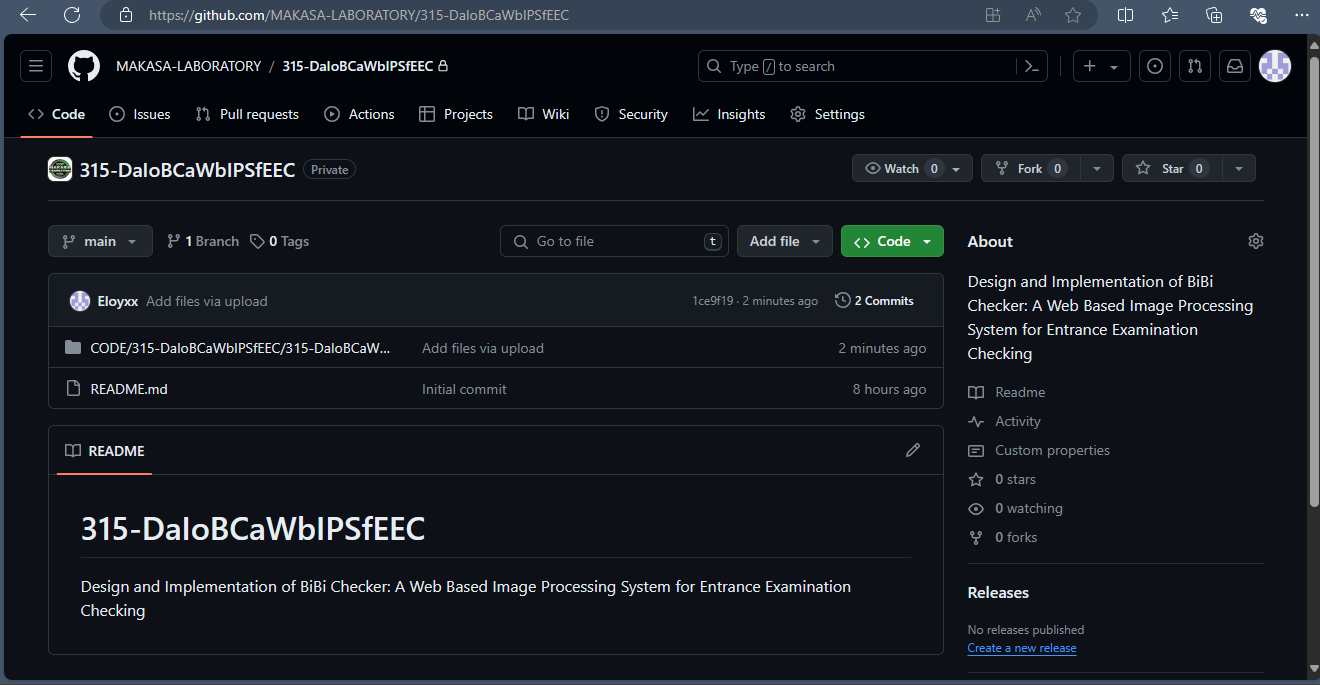 https://github.com/MAKASA-LABORATORY/315-DaIoBCaWbIPSfEEC
MAKASA-LABORATORY / 315-DaIoBCaWbIPSfEEC
Type / to search
Code Issues Pull requests Actions Projects Wiki Security Insights Settings
315-DaIoBCaWbIPSfEEC Private
Watch 0 Fork 0 Star 0
main 1 Branch 0 Tags
Go to file t Add file Code
Eloyxx Add files via upload 1ce9f19 · 2 minutes ago 2 Commits
CODE/315-DaIoBCaWbIPSfEEC/315-DaIoBCaW... Add files via upload 2 minutes ago
README.md Initial commit 8 hours ago
README
315-DaIoBCaWbIPSfEEC
Design and Implementation of BiBi Checker: A Web Based Image Processing System for Entrance Examination
Checking
About
Design and Implementation of BiBi
Checker: A Web Based Image Processing
System for Entrance Examination
Checking
Readme
Activity
Custom properties
0 stars
0 watching
0 forks
Releases
No releases published
Create a new release